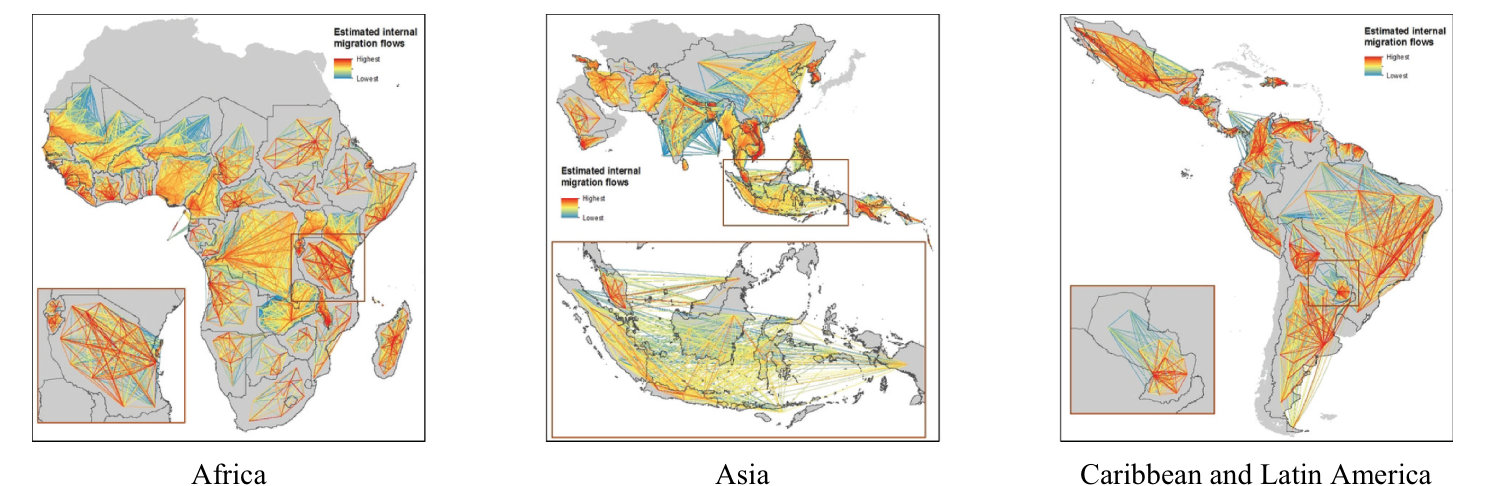 Estimated internal
migration flows
Highest
Lowest
Estimated internal
migration flows
Highest
Lowest
Estimated internal
migration flows
Highest
Lowest
Africa
Asia
Caribbean and Latin America